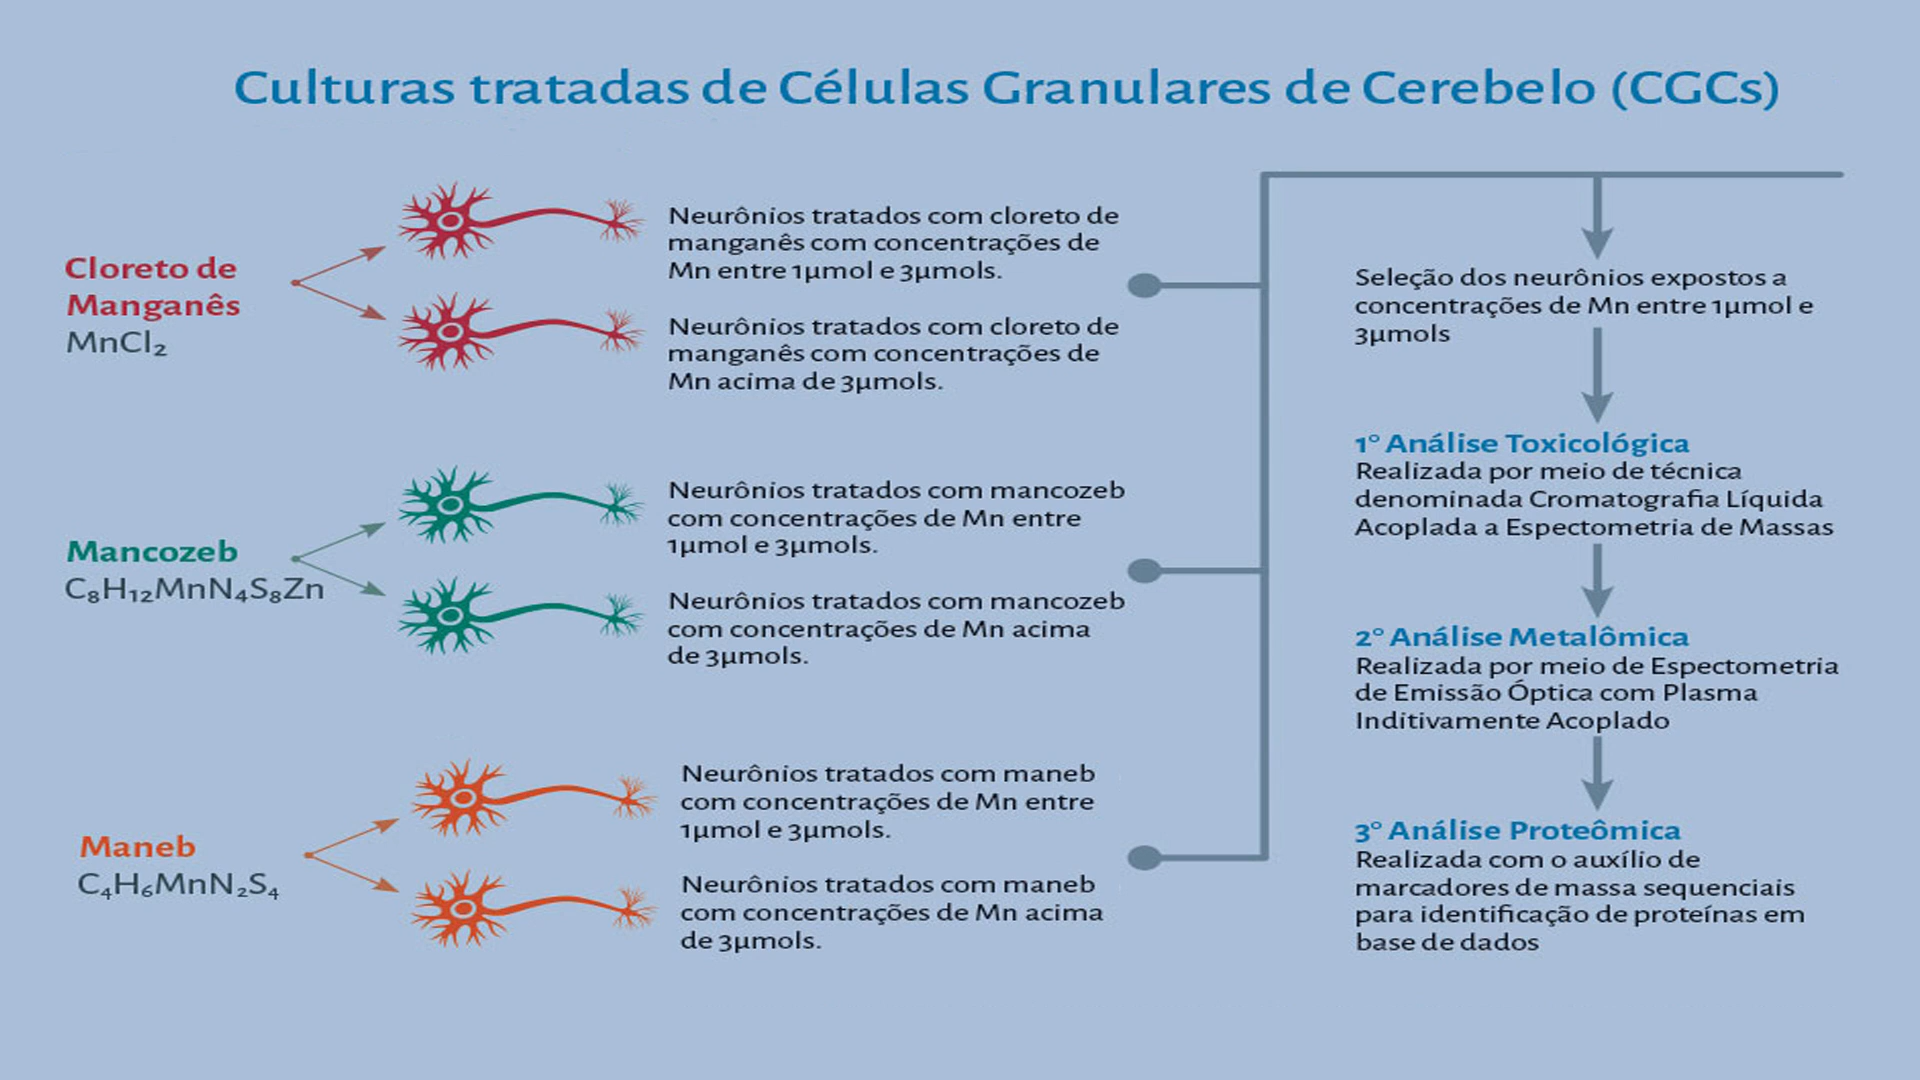 Culturas tratadas de Células Granulares de Cerebelo (CGCs)
Cloreto de
Manganês
MnCl₂
Neurônios tratados com cloreto de
manganês com concentrações de
Mn entre 1µmol e 3µmols.
Neurônios tratados com cloreto de
manganês com concentrações de
Mn acima de 3µmols.
Mancozeb
C₈H₁₂MnN₄S₈Zn
Neurônios tratados com mancozeb
com concentrações de Mn entre
1µmol e 3µmols.
Neurônios tratados com mancozeb
com concentrações de Mn acima
de 3µmols.
Maneb
C₄H₆MnN₂S₄
Neurônios tratados com maneb
com concentrações de Mn entre
1µmol e 3µmols.
Neurônios tratados com maneb
com concentrações de Mn acima
de 3µmols.
Seleção dos neurônios expostos a
concentrações de Mn entre 1µmol e
3µmols
1° Análise Toxicológica
Realizada por meio de técnica
denominada Cromatografia Líquida
Acoplada a Espectometria de Massas
2° Análise Metalômica
Realizada por meio de Espectometria
de Emissão Óptica com Plasma
Inditivamente Acoplado
3° Análise Proteômica
Realizada com o auxílio de
marcadores de massa sequenciais
para identificação de proteínas em
base de dados